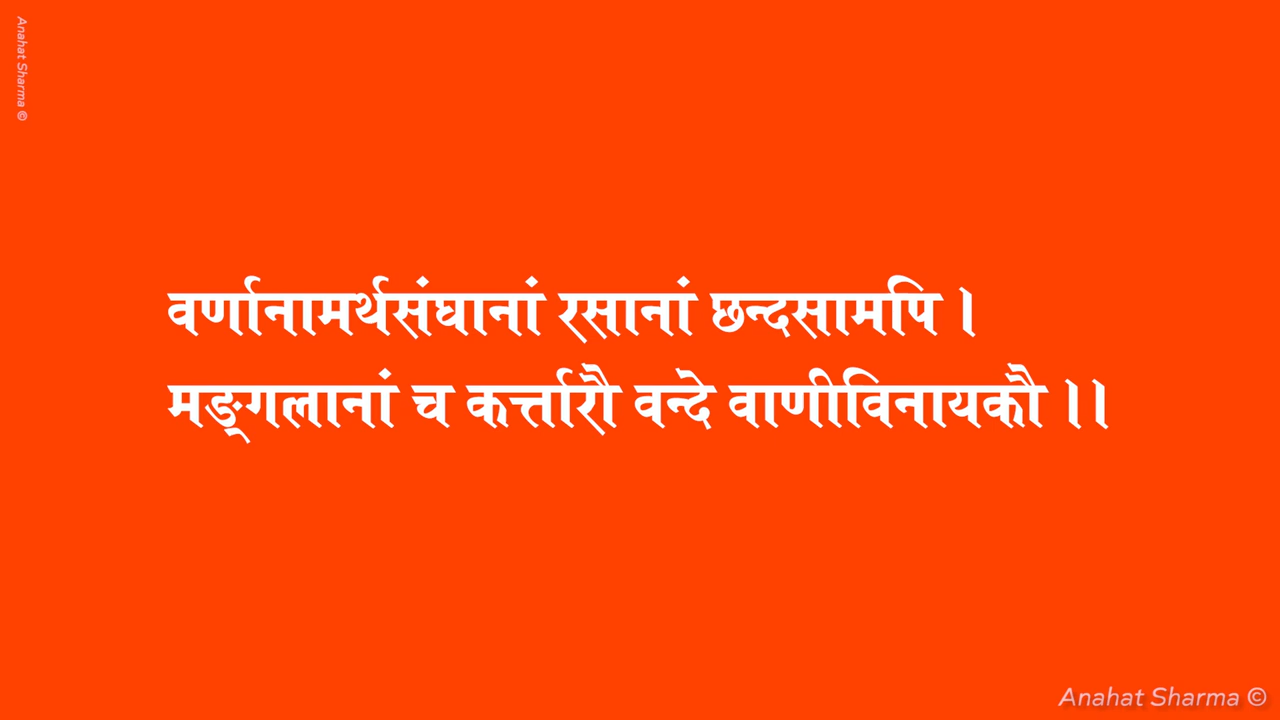 Anahat Sharma ©
वर्णानामर्थसंघानां रसानां छन्दसामपि ।
मङ्गलानां च कर्त्तारौ वन्दे वाणीविनायकौ ।।
Anahat Sharma ©